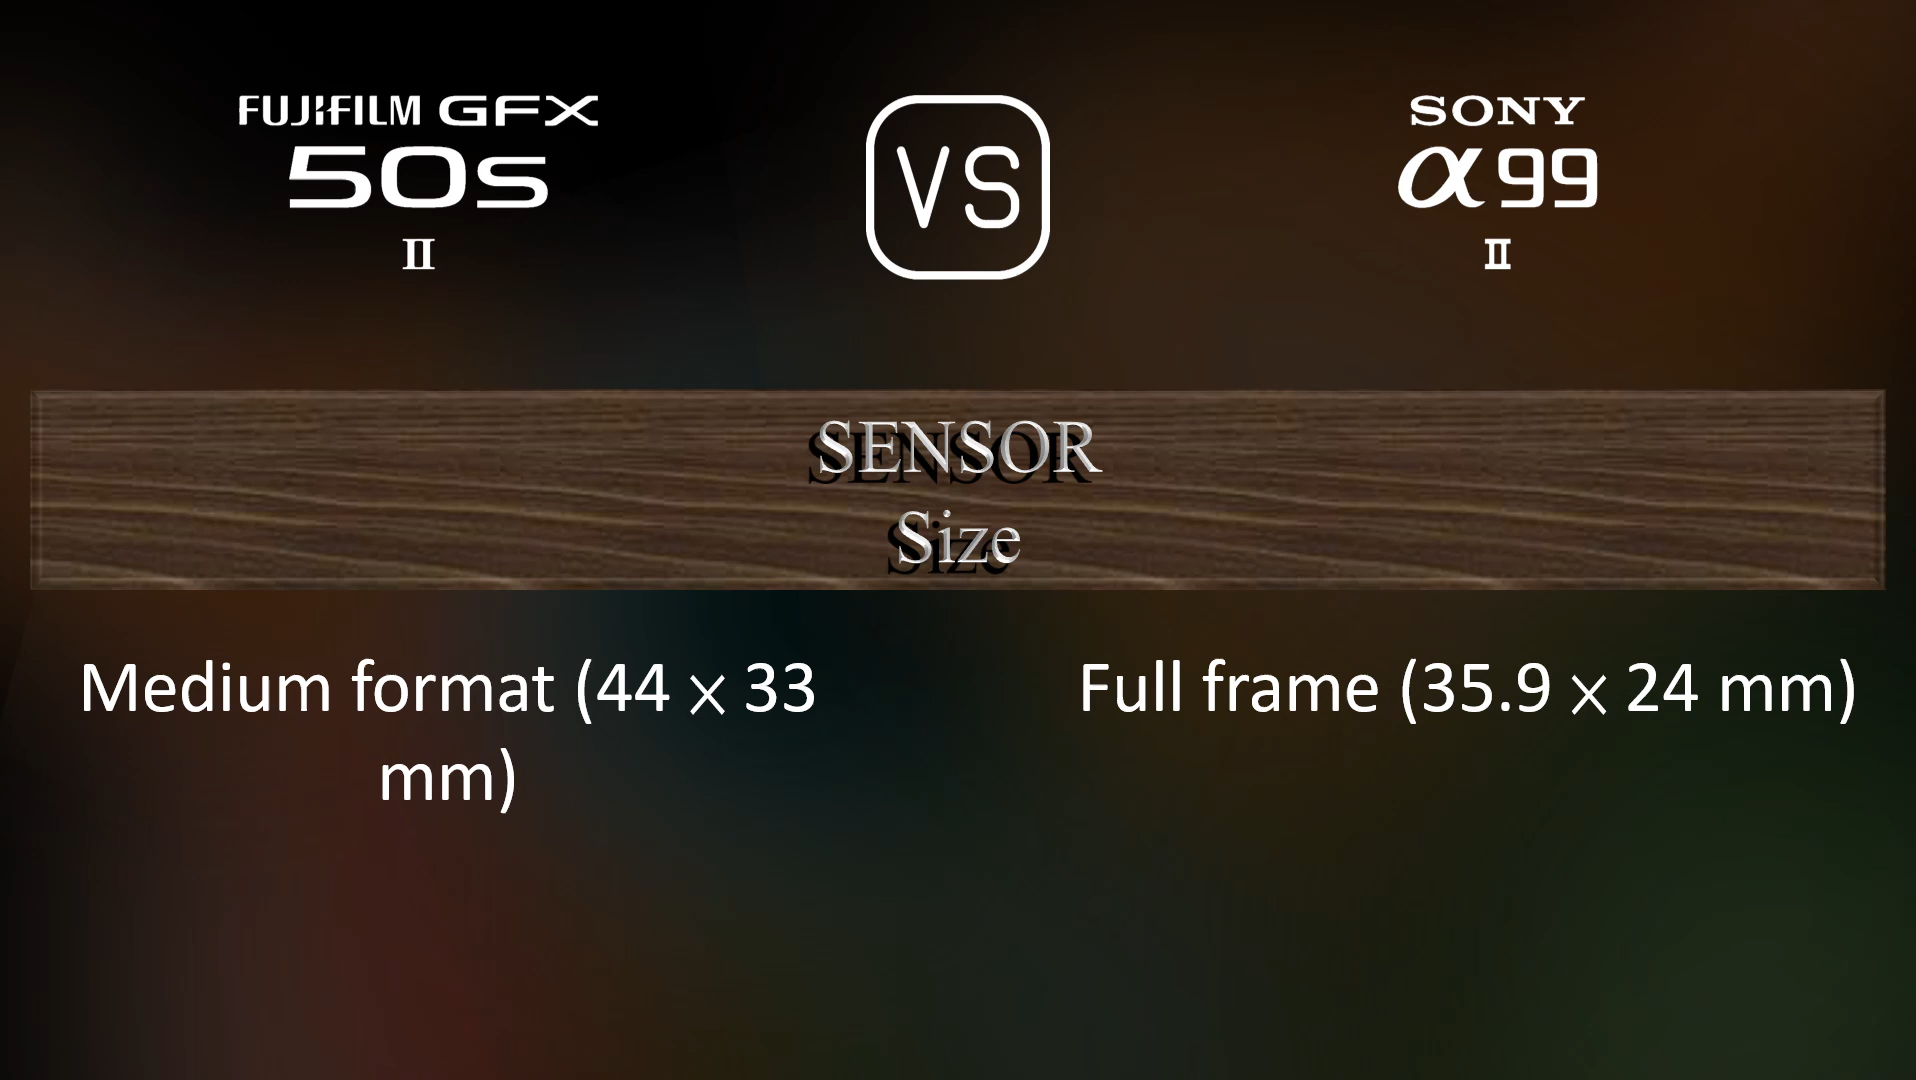 FUJIFILM GFX
50s
II
VS
SONY
α99
II
SENSOR
Size
Medium format (44 x 33
mm)
Full frame (35.9 x 24 mm)